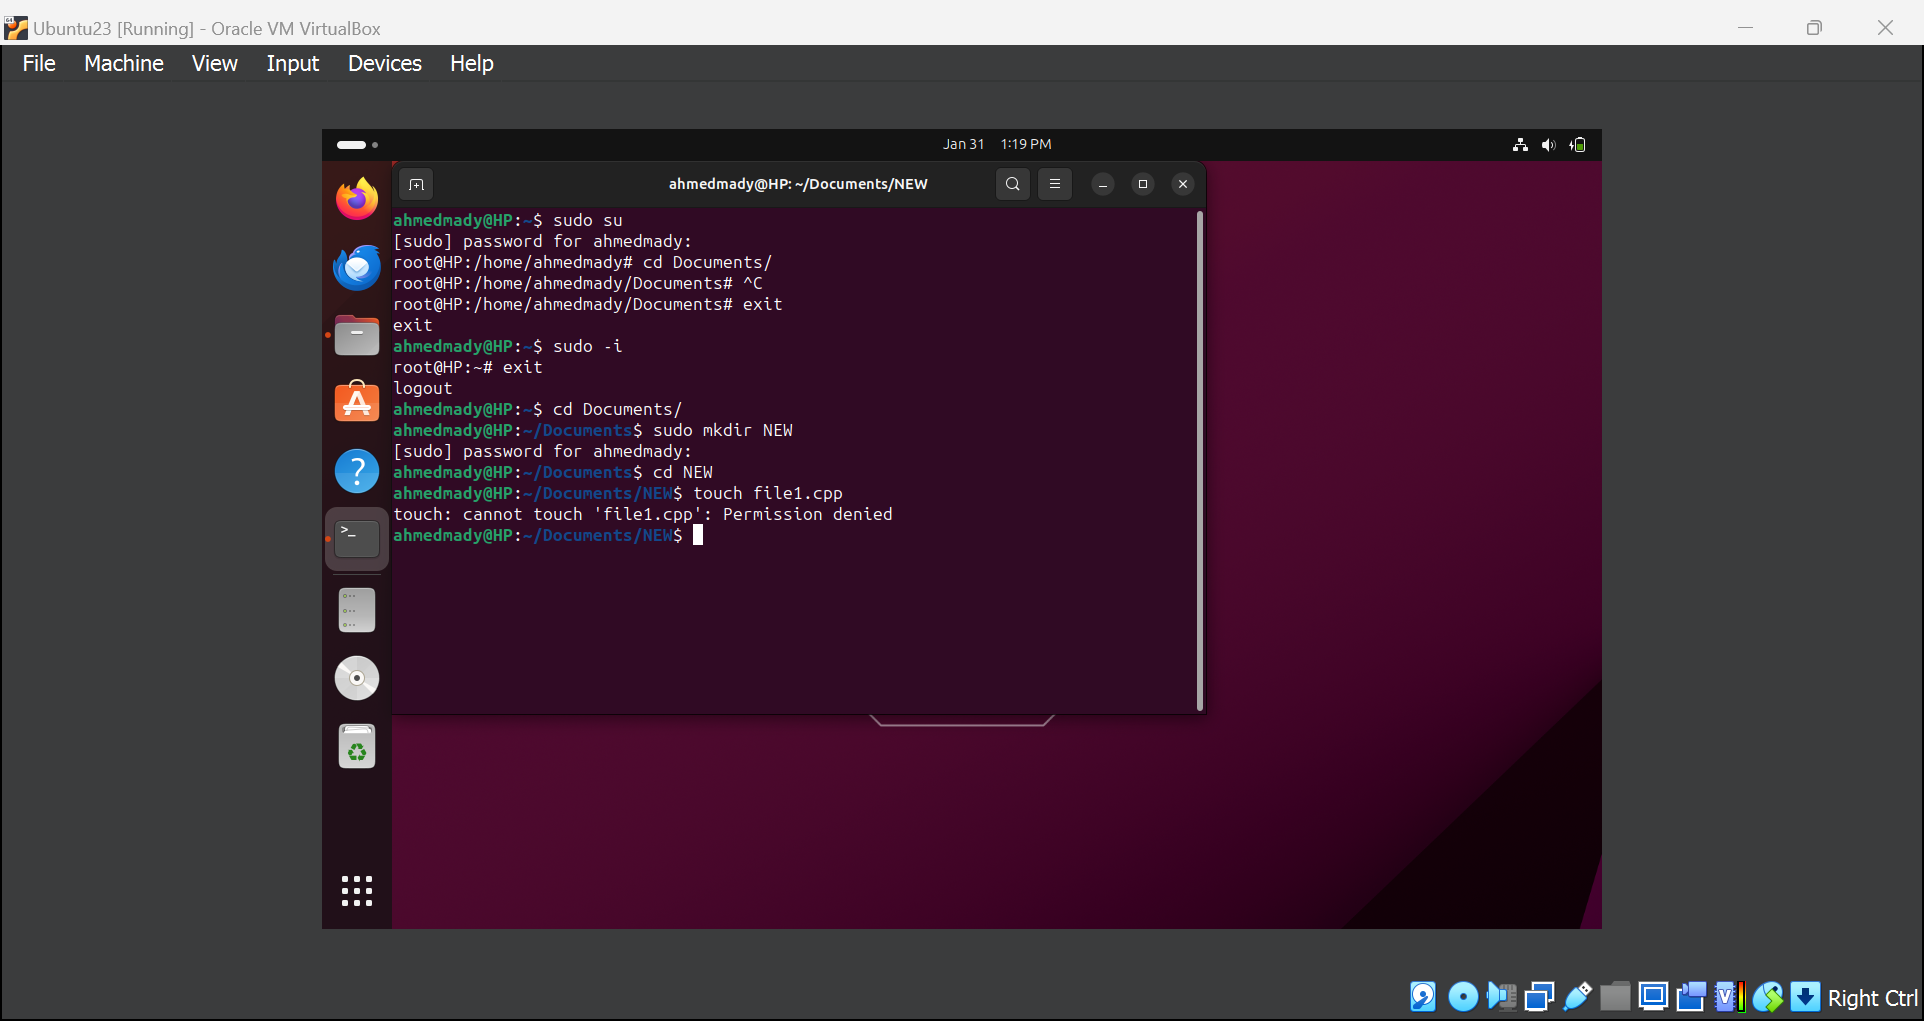 Ubuntu23 [Running] - Oracle VM VirtualBox
File Machine View Input Devices Help
Jan 31 1:19 PM
ahmedmady@HP: ~/Documents/NEW
ahmedmady@HP:~$ sudo su
[sudo] password for ahmedmady:
root@HP:/home/ahmedmady# cd Documents/
root@HP:/home/ahmedmady/Documents# ^C
root@HP:/home/ahmedmady/Documents# exit
exit
ahmedmady@HP:~$ sudo -i
root@HP:~# exit
logout
ahmedmady@HP:~$ cd Documents/
ahmedmady@HP:~/Documents$ sudo mkdir NEW
[sudo] password for ahmedmady:
ahmedmady@HP:~/Documents$ cd NEW
ahmedmady@HP:~/Documents/NEW$ touch file1.cpp
touch: cannot touch 'file1.cpp': Permission denied
ahmedmady@HP:~/Documents/NEW$
Right Ctrl